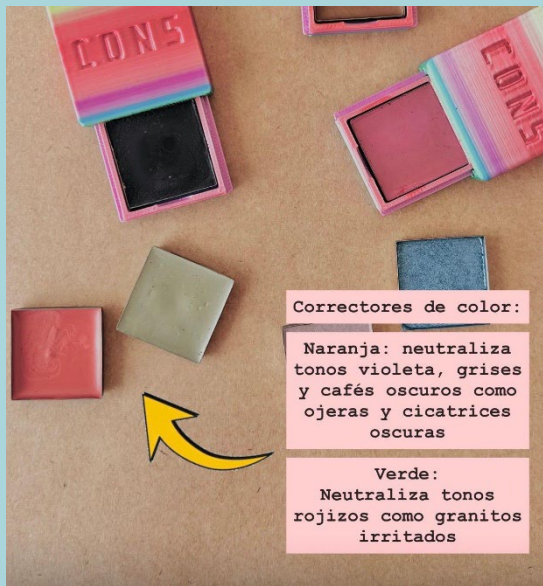 CONS
CONS
Correctores de color:
Naranja: neutraliza
tonos violeta, grises
y cafés oscuros como
ojeras y cicatrices
oscuras
Verde:
Neutraliza tonos
rojizos como granitos
irritados